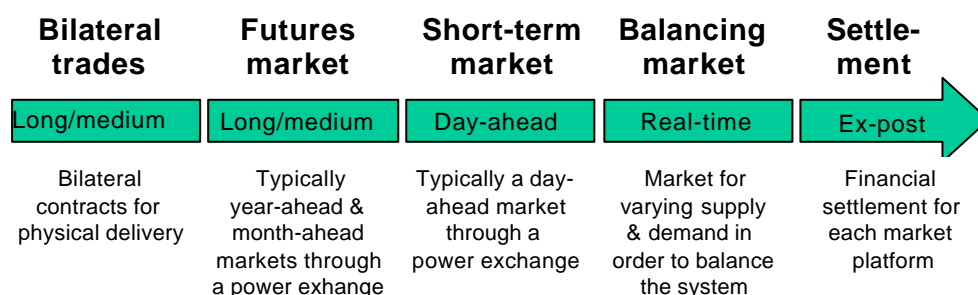 Bilateral
trades
Futures
market
Short-term
market
Balancing
market
Settle-
ment
Long/medium
Long/medium
Day-ahead
Real-time
Ex-post
Bilateral
contracts for
physical delivery
Typically
year-ahead &
month-ahead
markets through
a power exhange
Typically a day-
ahead market
through a
power exchange
Market for
varying supply
& demand in
order to balance
the system
Financial
settlement for
each market
platform